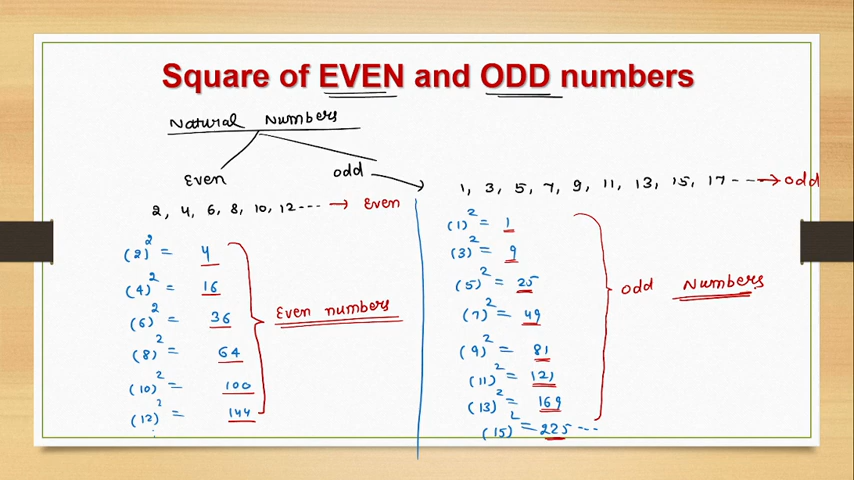 Square of EVEN and ODD numbers
Natural Numbers
Even
odd
2, 4, 6, 8, 10, 12 --- → Even
(2)² = 4
(4)² = 16
(6)² = 36
(8)² = 64
(10)² = 100
(12)² = 144
Even numbers
1, 3, 5, 7, 9, 11, 13, 15, 17 --- → odd
(1)² = 1
(3)² = 9
(5)² = 25
(7)² = 49
(9)² = 81
(11)² = 121
(13)² = 169
(15)² = 225 ---
odd Numbers